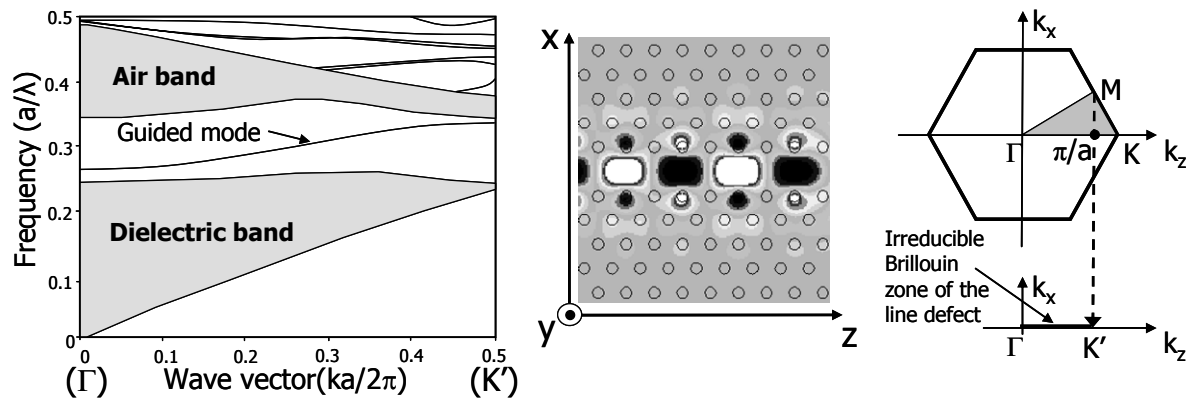 Frequency (a/λ)
0.5
0.4
0.3
0.2
0.1
0
Air band
Guided mode
Dielectric band
0 0.1 0.2 0.3 0.4 0.5
(Γ) Wave vector(ka/2π) (K′)
x
y
z
k_x
M
Γ π/a K k_z
Irreducible
Brillouin
zone of the
line defect
k_x
Γ K′ k_z